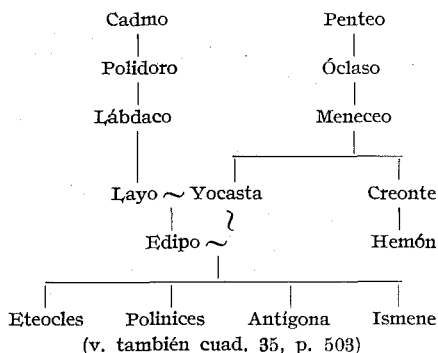 Cadmo Penteo
Polidoro Óclaso
Lábdaco Meneceo
Layo ~ Yocasta Creonte
Edipo ~ Hemón
Eteocles Polinices Antígona Ismene
(v. también cuad. 35, p. 503)